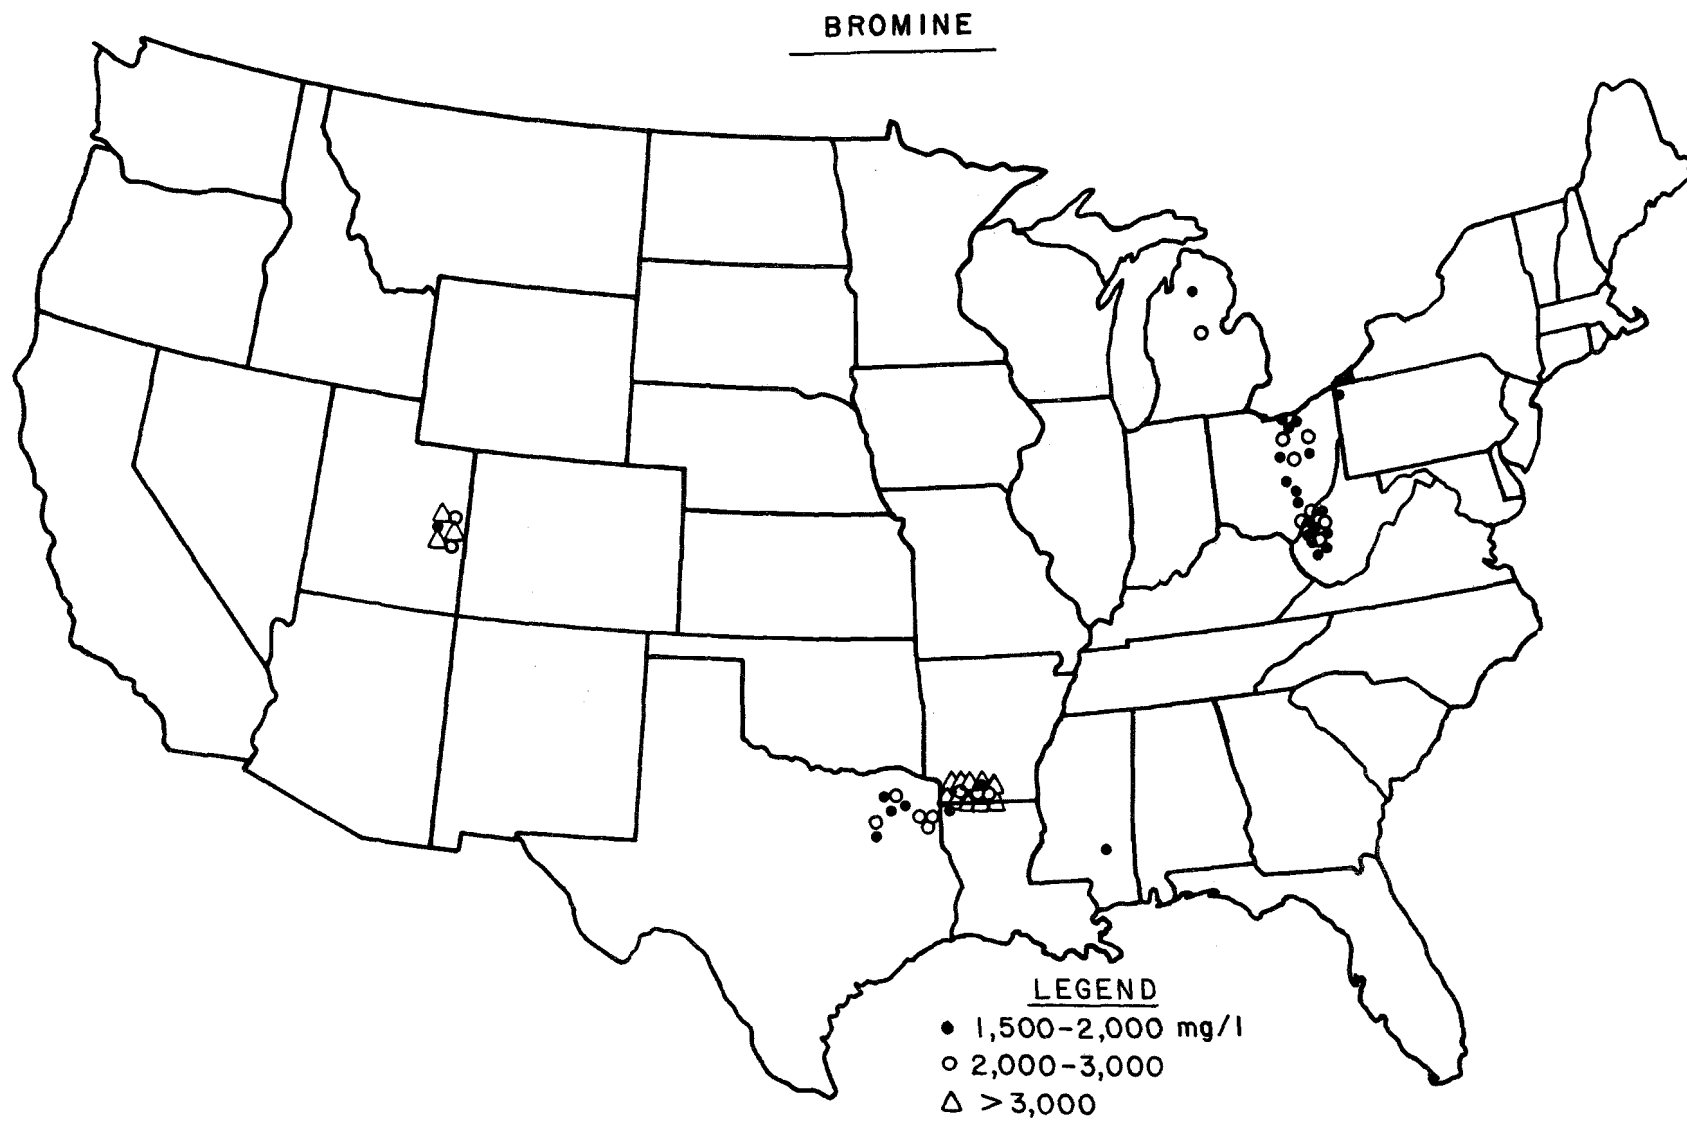 BROMINE
LEGEND
● 1,500-2,000 mg/l
○ 2,000-3,000
△ >3,000